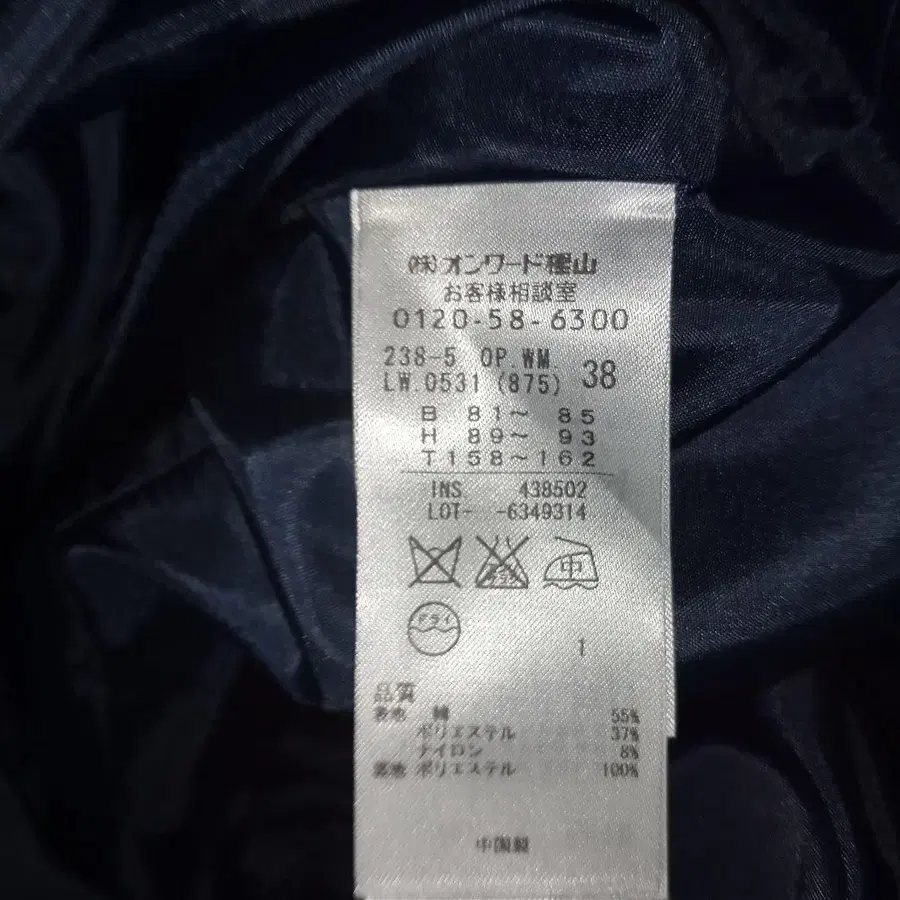 ㈱オンワード樫山
お客様相談室
0120-58-6300
238-5 OP.WM.
LW.0531 (875) 38
B 81～ 85
H 89～ 93
T158～162
INS. 438502
LOT- -6349314
中
ドライ
1
品質
表地 綿 55%
ポリエステル 37%
ナイロン 8%
裏地 ポリエステル 100%
中国製